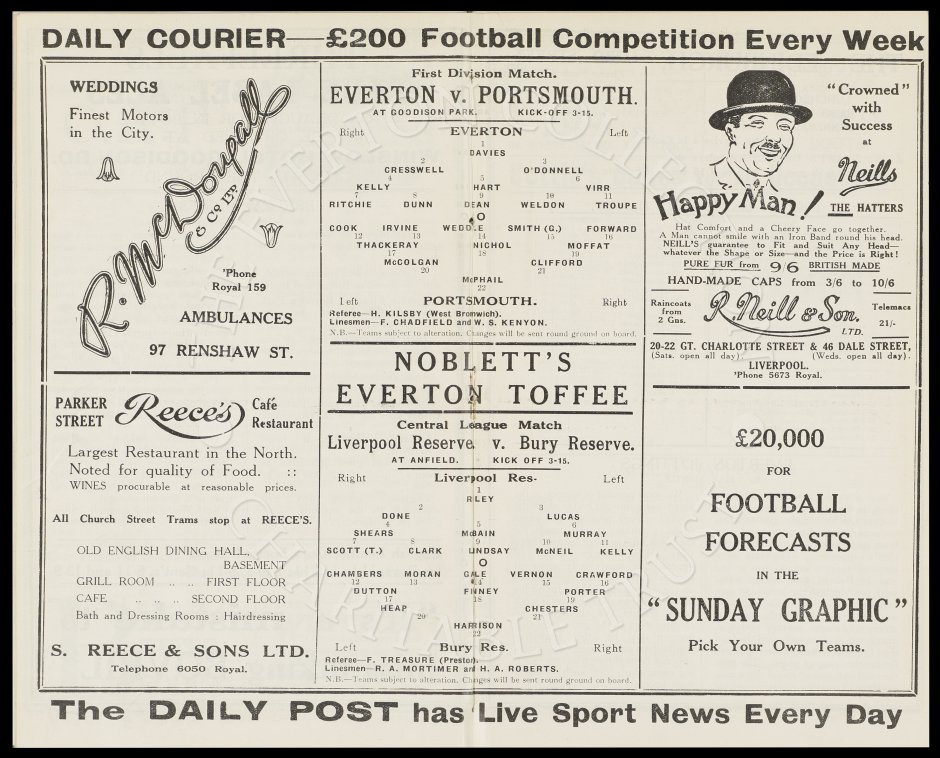 DAILY COURIER—£200 Football Competition Every Week
WEDDINGS
Finest Motors
in the City.
R. McDougall
& Co LTD
'Phone
Royal 159
AMBULANCES
97 RENSHAW ST.
PARKER STREET Reece's Café Restaurant
Largest Restaurant in the North.
Noted for quality of Food. ::
WINES procurable at reasonable prices.
All Church Street Trams stop at REECE'S.
OLD ENGLISH DINING HALL,
BASEMENT
GRILL ROOM .. .. FIRST FLOOR
CAFE .. .. .. SECOND FLOOR
Bath and Dressing Rooms : Hairdressing
S. REECE & SONS LTD.
Telephone 6050 Royal.
First Division Match.
EVERTON v. PORTSMOUTH.
AT GOODISON PARK. KICK-OFF 3-15.
Right EVERTON Left
1
DAVIES
2 3
CRESSWELL O'DONNELL
4 5 6
KELLY HART VIRR
7 8 9 10 11
RITCHIE DUNN DEAN WELDON TROUPE
O
COOK IRVINE WEDDLE SMITH (G.) FORWARD
12 13 14 15 16
THACKERAY NICHOL MOFFAT
17 18 19
McCOLGAN CLIFFORD
20 21
McPHAIL
22
Left PORTSMOUTH. Right
Referee—H. KILSBY (West Bromwich).
Linesmen—F. CHADFIELD and W. S. KENYON.
N.B.—Teams subject to alteration. Changes will be sent round ground on board.
NOBLETT'S
EVERTON TOFFEE
Central League Match
Liverpool Reserve. v. Bury Reserve.
AT ANFIELD. KICK OFF 3-15.
Right Liverpool Res- Left
1
RILEY
2 3
DONE LUCAS
4 5 6
SHEARS McBAIN MURRAY
7 8 9 10 11
SCOTT (T.) CLARK LINDSAY McNEIL KELLY
O
CHAMBERS MORAN GALE VERNON CRAWFORD
12 13 14 15 16
DUTTON FINNEY PORTER
17 18 19
HEAP CHESTERS
20 21
HARRISON
22
Left Bury Res. Right
Referee—F. TREASURE (Preston).
Linesmen—R. A. MORTIMER and H. A. ROBERTS.
N.B.—Teams subject to alteration. Changes will be sent round ground on board.
"Crowned"
with
Success
at
Neills
THE HATTERS
Happy Man!
Hat Comfort and a Cheery Face go together.
A Man cannot smile with an Iron Band round his head.
NEILL'S guarantee to Fit and Suit Any Head—
whatever the Shape or Size—and the Price is Right!
PURE FUR from 9/6 BRITISH MADE
HAND-MADE CAPS from 3/6 to 10/6
Raincoats from 2 Gns. R. Neill & Son. LTD. Telemacs 21/-
20-22 GT. CHARLOTTE STREET & 46 DALE STREET,
(Sats. open all day). (Weds. open all day).
LIVERPOOL.
'Phone 5673 Royal.
£20,000
FOR
FOOTBALL
FORECASTS
IN THE
"SUNDAY GRAPHIC"
Pick Your Own Teams.
The DAILY POST has Live Sport News Every Day
THE EVERTON COLLECTION
CHARITABLE TRUST